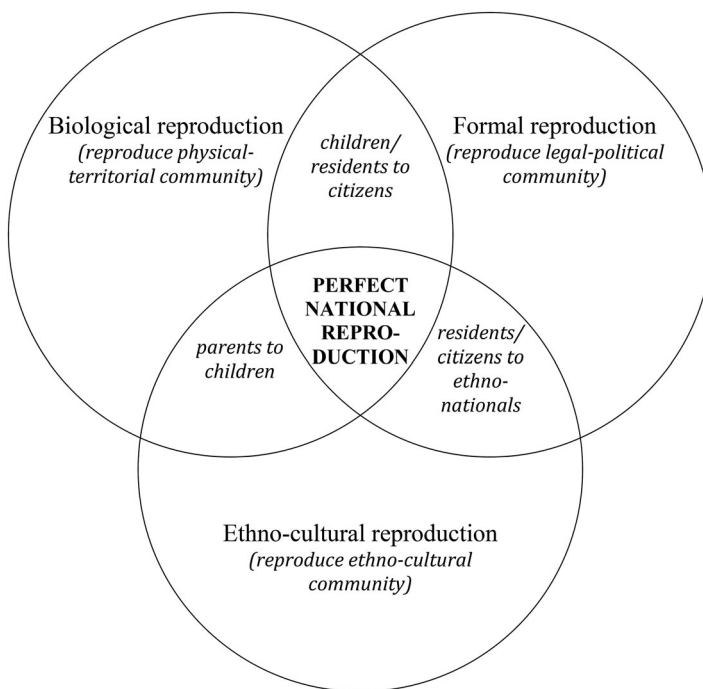 Biological reproduction
(reproduce physical-
territorial community)
children/
residents to
citizens
Formal reproduction
(reproduce legal-political
community)
PERFECT
NATIONAL
REPRO-
DUCTION
parents to
children
residents/
citizens to
ethno-
nationals
Ethno-cultural reproduction
(reproduce ethno-cultural
community)